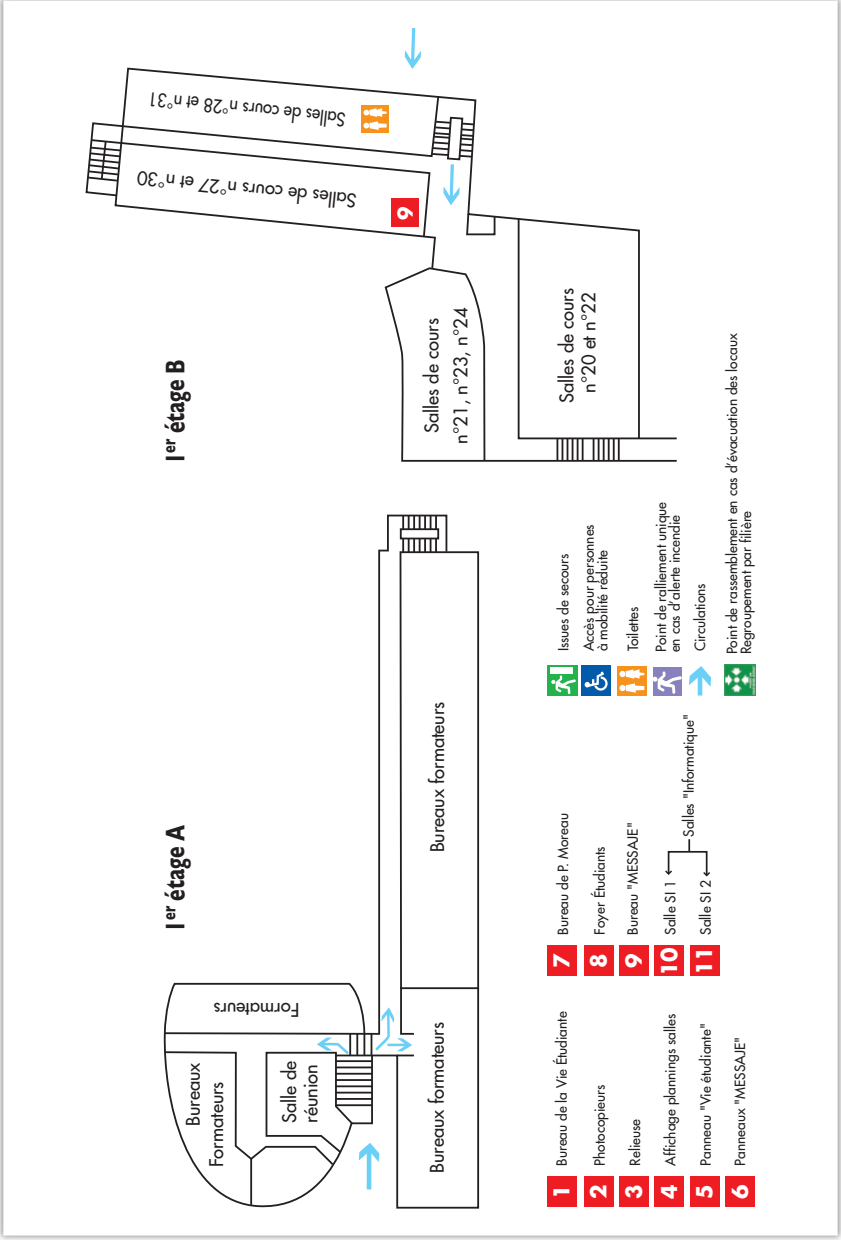 1er étage A
Bureaux
Formateurs
Formateurs
Salle de
réunion
Bureaux formateurs
Bureaux formateurs
1er étage B
Salles de cours n°27 et n°30
Salles de cours n°28 et n°31
9
Salles de cours
n°21, n°23, n°24
Salles de cours
n°20 et n°22
1 Bureau de la Vie Étudiante
2 Photocopieurs
3 Relieuse
4 Affichage plannings salles
5 Panneau "Vie étudiante"
6 Panneaux "MESSAJE"
7 Bureau de P. Moreau
8 Foyer Étudiants
9 Bureau "MESSAJE"
10 Salle SI 1
11 Salle SI 2
Salles "Informatique"
Issues de secours
Accès pour personnes
à mobilité réduite
Toilettes
Point de ralliement unique
en cas d'alerte incendie
Circulations
Point de rassemblement en cas d'évacuation des locaux
Regroupement par filière